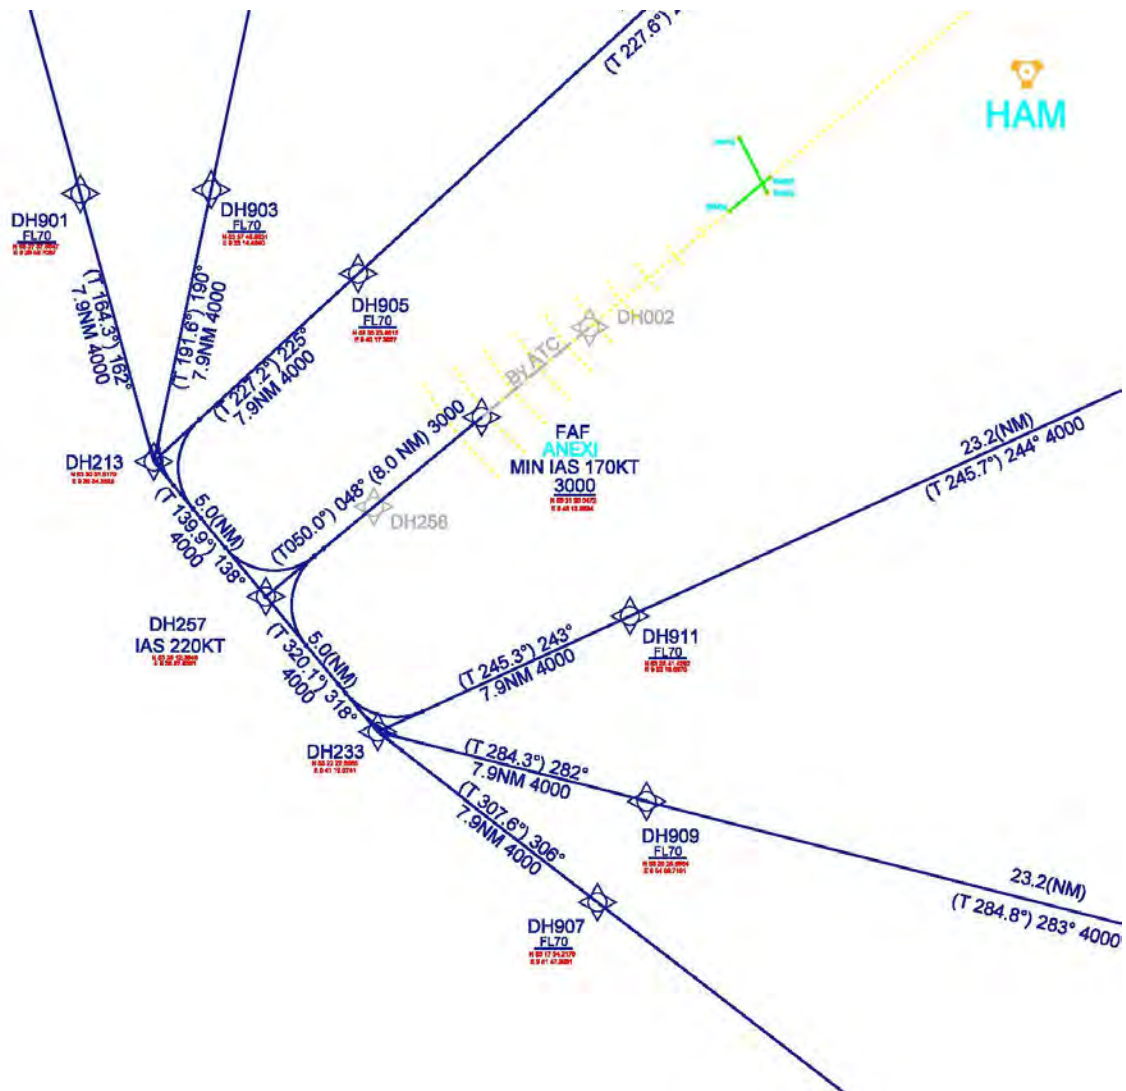 (T 227.6°)
HAM
DH901
FL70
DH903
FL70
(T 164.3°) 162°
7.9NM 4000
(T 191.6°) 190°
7.9NM 4000
DH905
FL70
(T 227.2°) 225°
7.9NM 4000
DH002
By ATC
FAF
ANEXI
MIN IAS 170KT
3000
23.2(NM)
(T 245.7°) 244° 4000
DH213
5.0(NM)
(T 139.9°) 138°
4000
(T050.0°) 048° (8.0 NM) 3000
DH258
DH257
IAS 220KT
5.0(NM)
(T 320.1°) 318°
4000
DH911
FL70
(T 245.3°) 243°
7.9NM 4000
DH233
(T 284.3°) 282°
7.9NM 4000
(T 307.6°) 306°
7.9NM 4000
DH909
FL70
23.2(NM)
(T 284.8°) 283° 4000
DH907
FL70